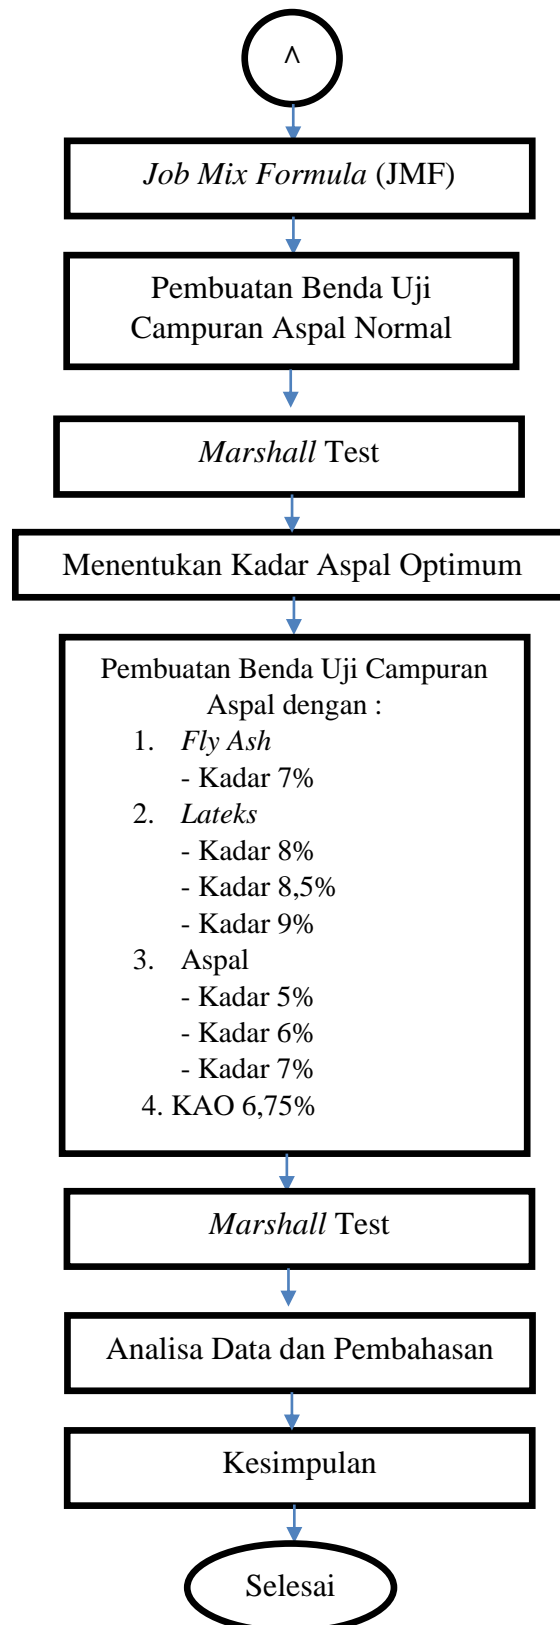 ^
Job Mix Formula (JMF)
Pembuatan Benda Uji
Campuran Aspal Normal
Marshall Test
Menentukan Kadar Aspal Optimum
Pembuatan Benda Uji Campuran
Aspal dengan :
1. Fly Ash
- Kadar 7%
2. Lateks
- Kadar 8%
- Kadar 8,5%
- Kadar 9%
3. Aspal
- Kadar 5%
- Kadar 6%
- Kadar 7%
4. KAO 6,75%
Marshall Test
Analisa Data dan Pembahasan
Kesimpulan
Selesai